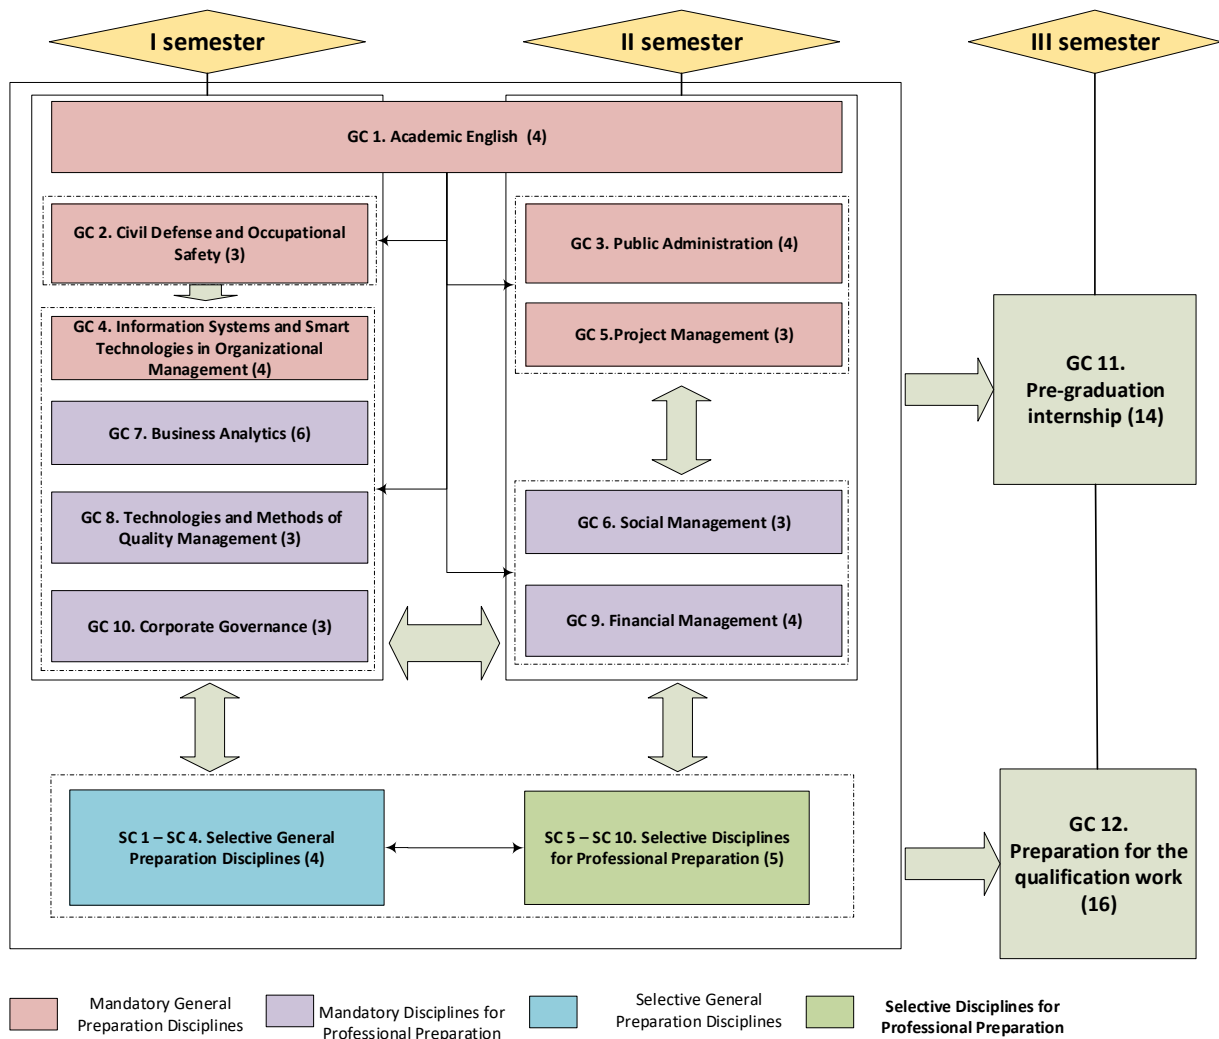 I semester
II semester
III semester
GC 1. Academic English (4)
GC 2. Civil Defense and Occupational
Safety (3)
GC 3. Public Administration (4)
GC 4. Information Systems and Smart
Technologies in Organizational
Management (4)
GC 5.Project Management (3)
GC 11.
Pre-graduation
internship (14)
GC 7. Business Analytics (6)
GC 8. Technologies and Methods of
Quality Management (3)
GC 6. Social Management (3)
GC 10. Corporate Governance (3)
GC 9. Financial Management (4)
SC 1 – SC 4. Selective General
Preparation Disciplines (4)
SC 5 – SC 10. Selective Disciplines
for Professional Preparation (5)
GC 12.
Preparation for the
qualification work
(16)
Mandatory General
Preparation Disciplines
Mandatory Disciplines for
Professional Preparation
Selective General
Preparation Disciplines
Selective Disciplines for
Professional Preparation